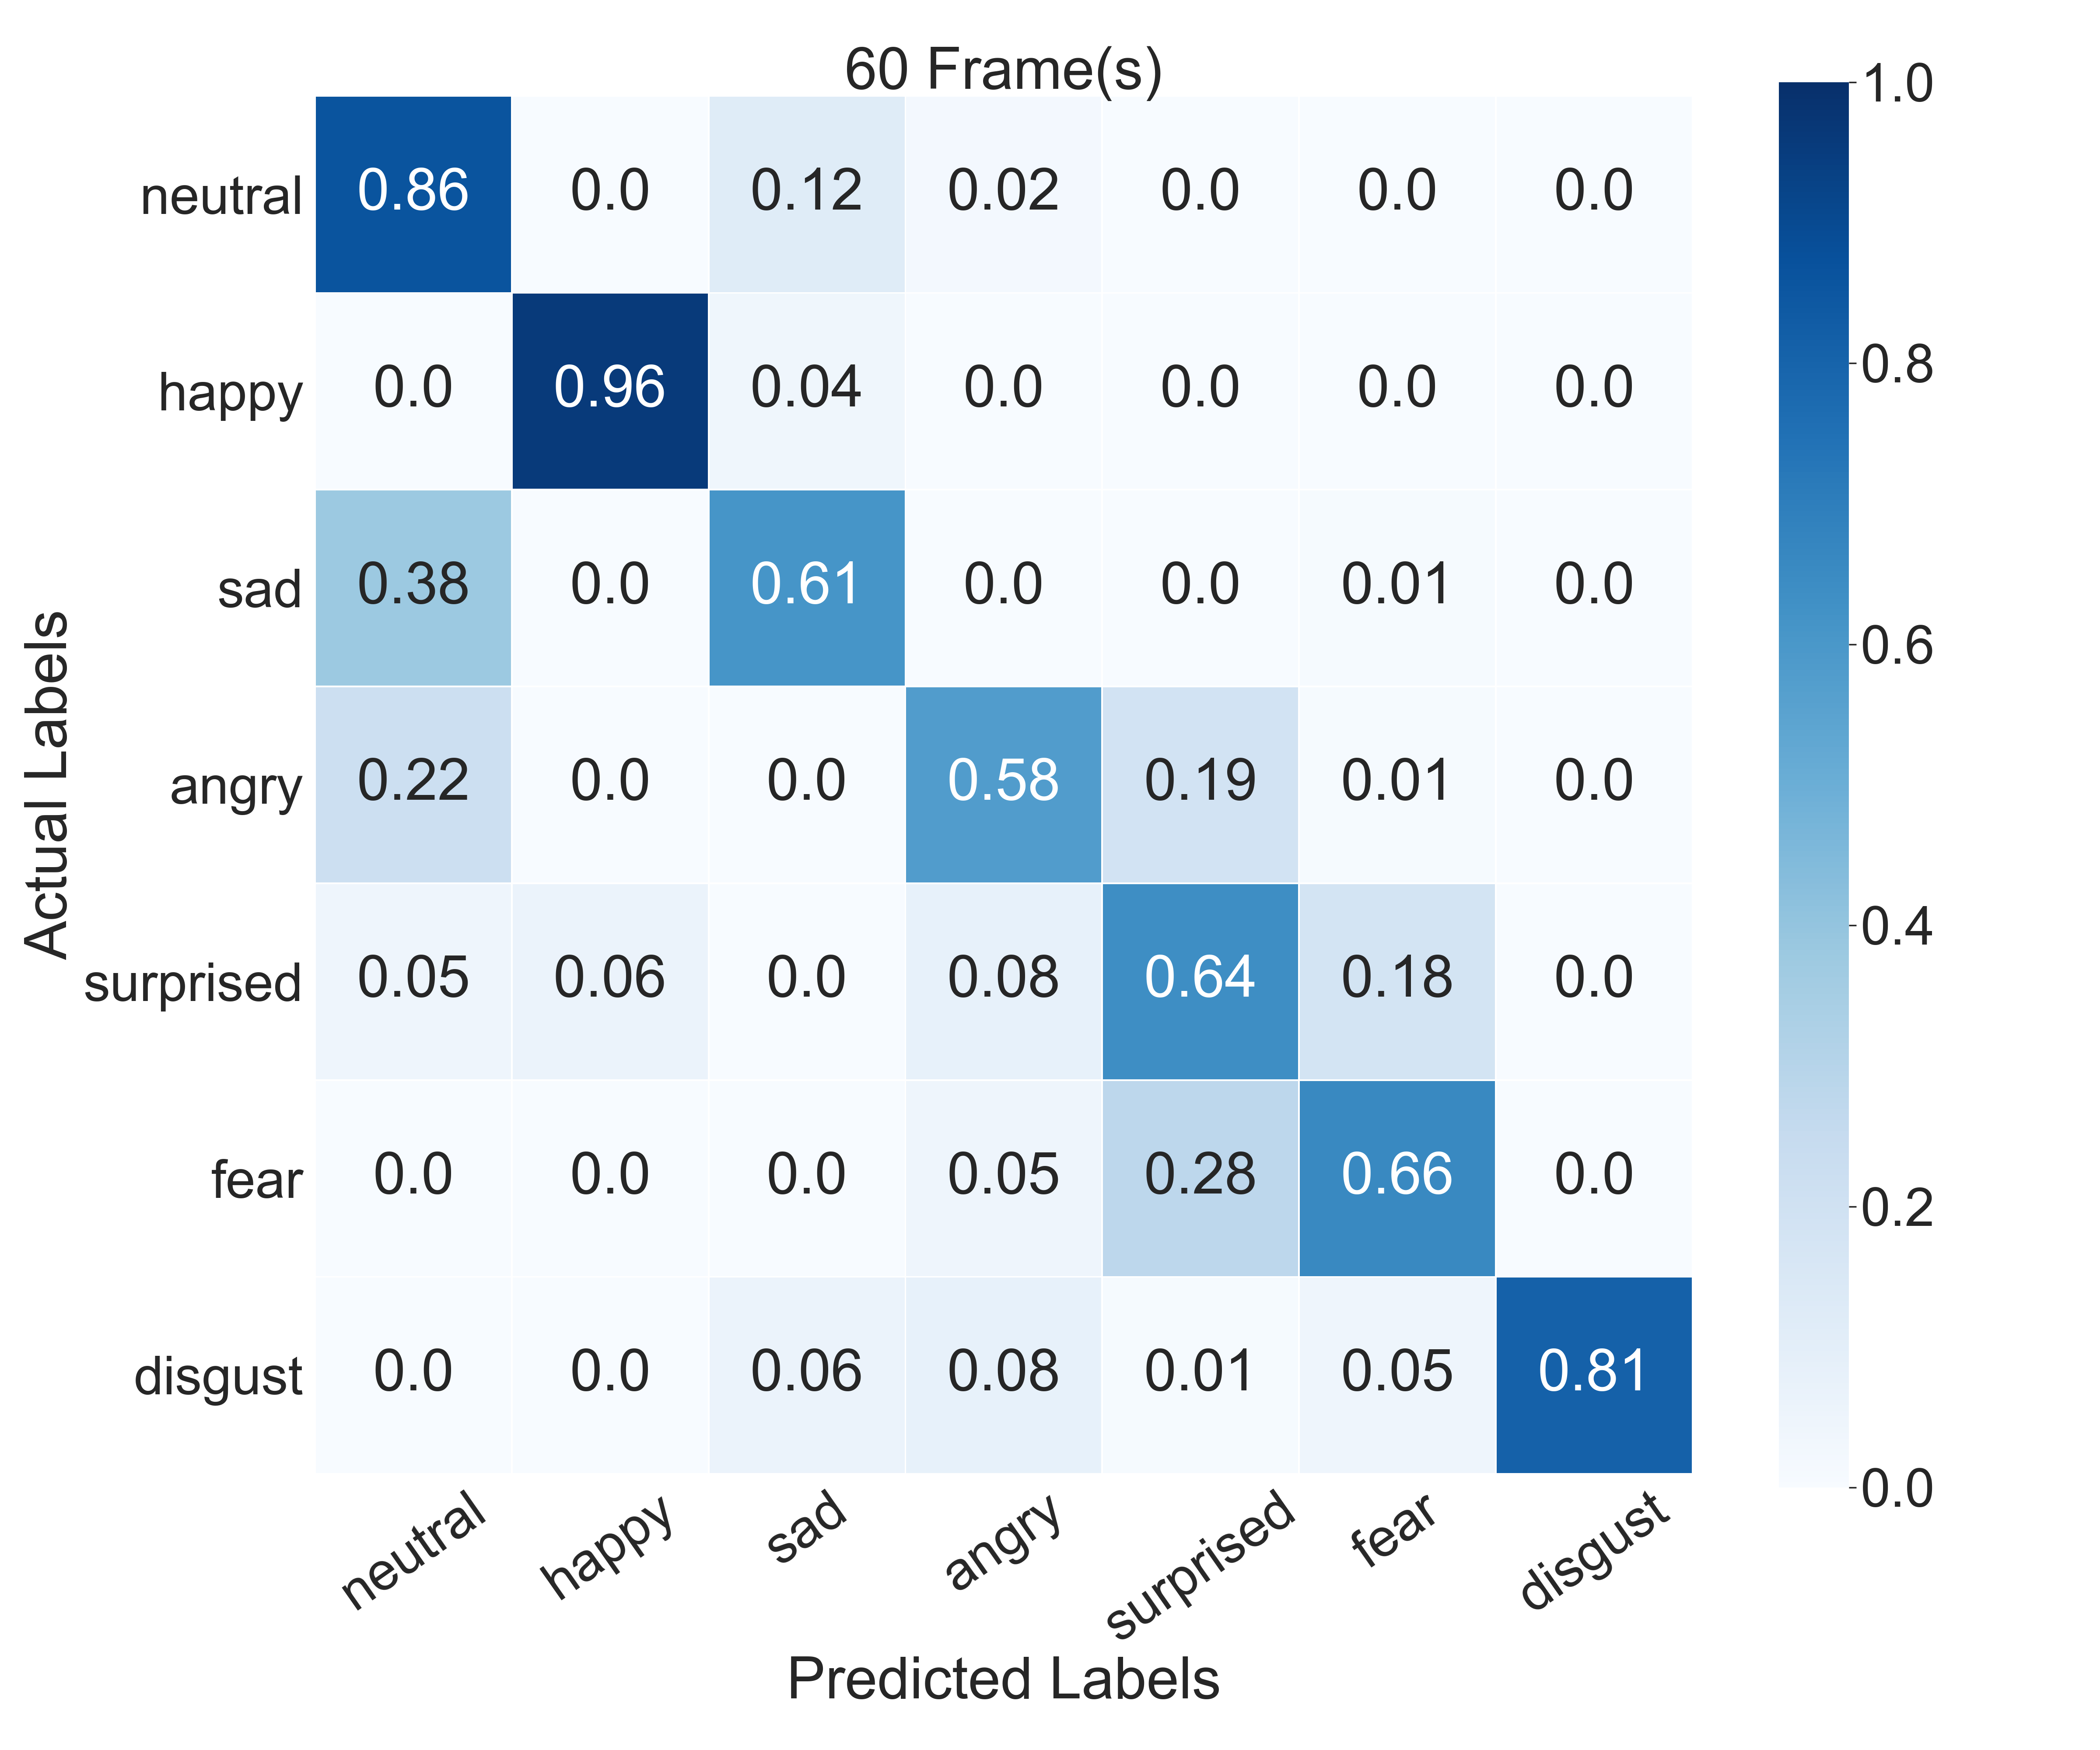 60 Frame(s)
neutral 0.86 0.0 0.12 0.02 0.0 0.0 0.0
happy 0.0 0.96 0.04 0.0 0.0 0.0 0.0
sad 0.38 0.0 0.61 0.0 0.0 0.01 0.0
angry 0.22 0.0 0.0 0.58 0.19 0.01 0.0
surprised 0.05 0.06 0.0 0.08 0.64 0.18 0.0
fear 0.0 0.0 0.0 0.05 0.28 0.66 0.0
disgust 0.0 0.0 0.06 0.08 0.01 0.05 0.81
neutral happy sad angry surprised fear disgust
Predicted Labels
Actual Labels
1.0
0.8
0.6
0.4
0.2
0.0